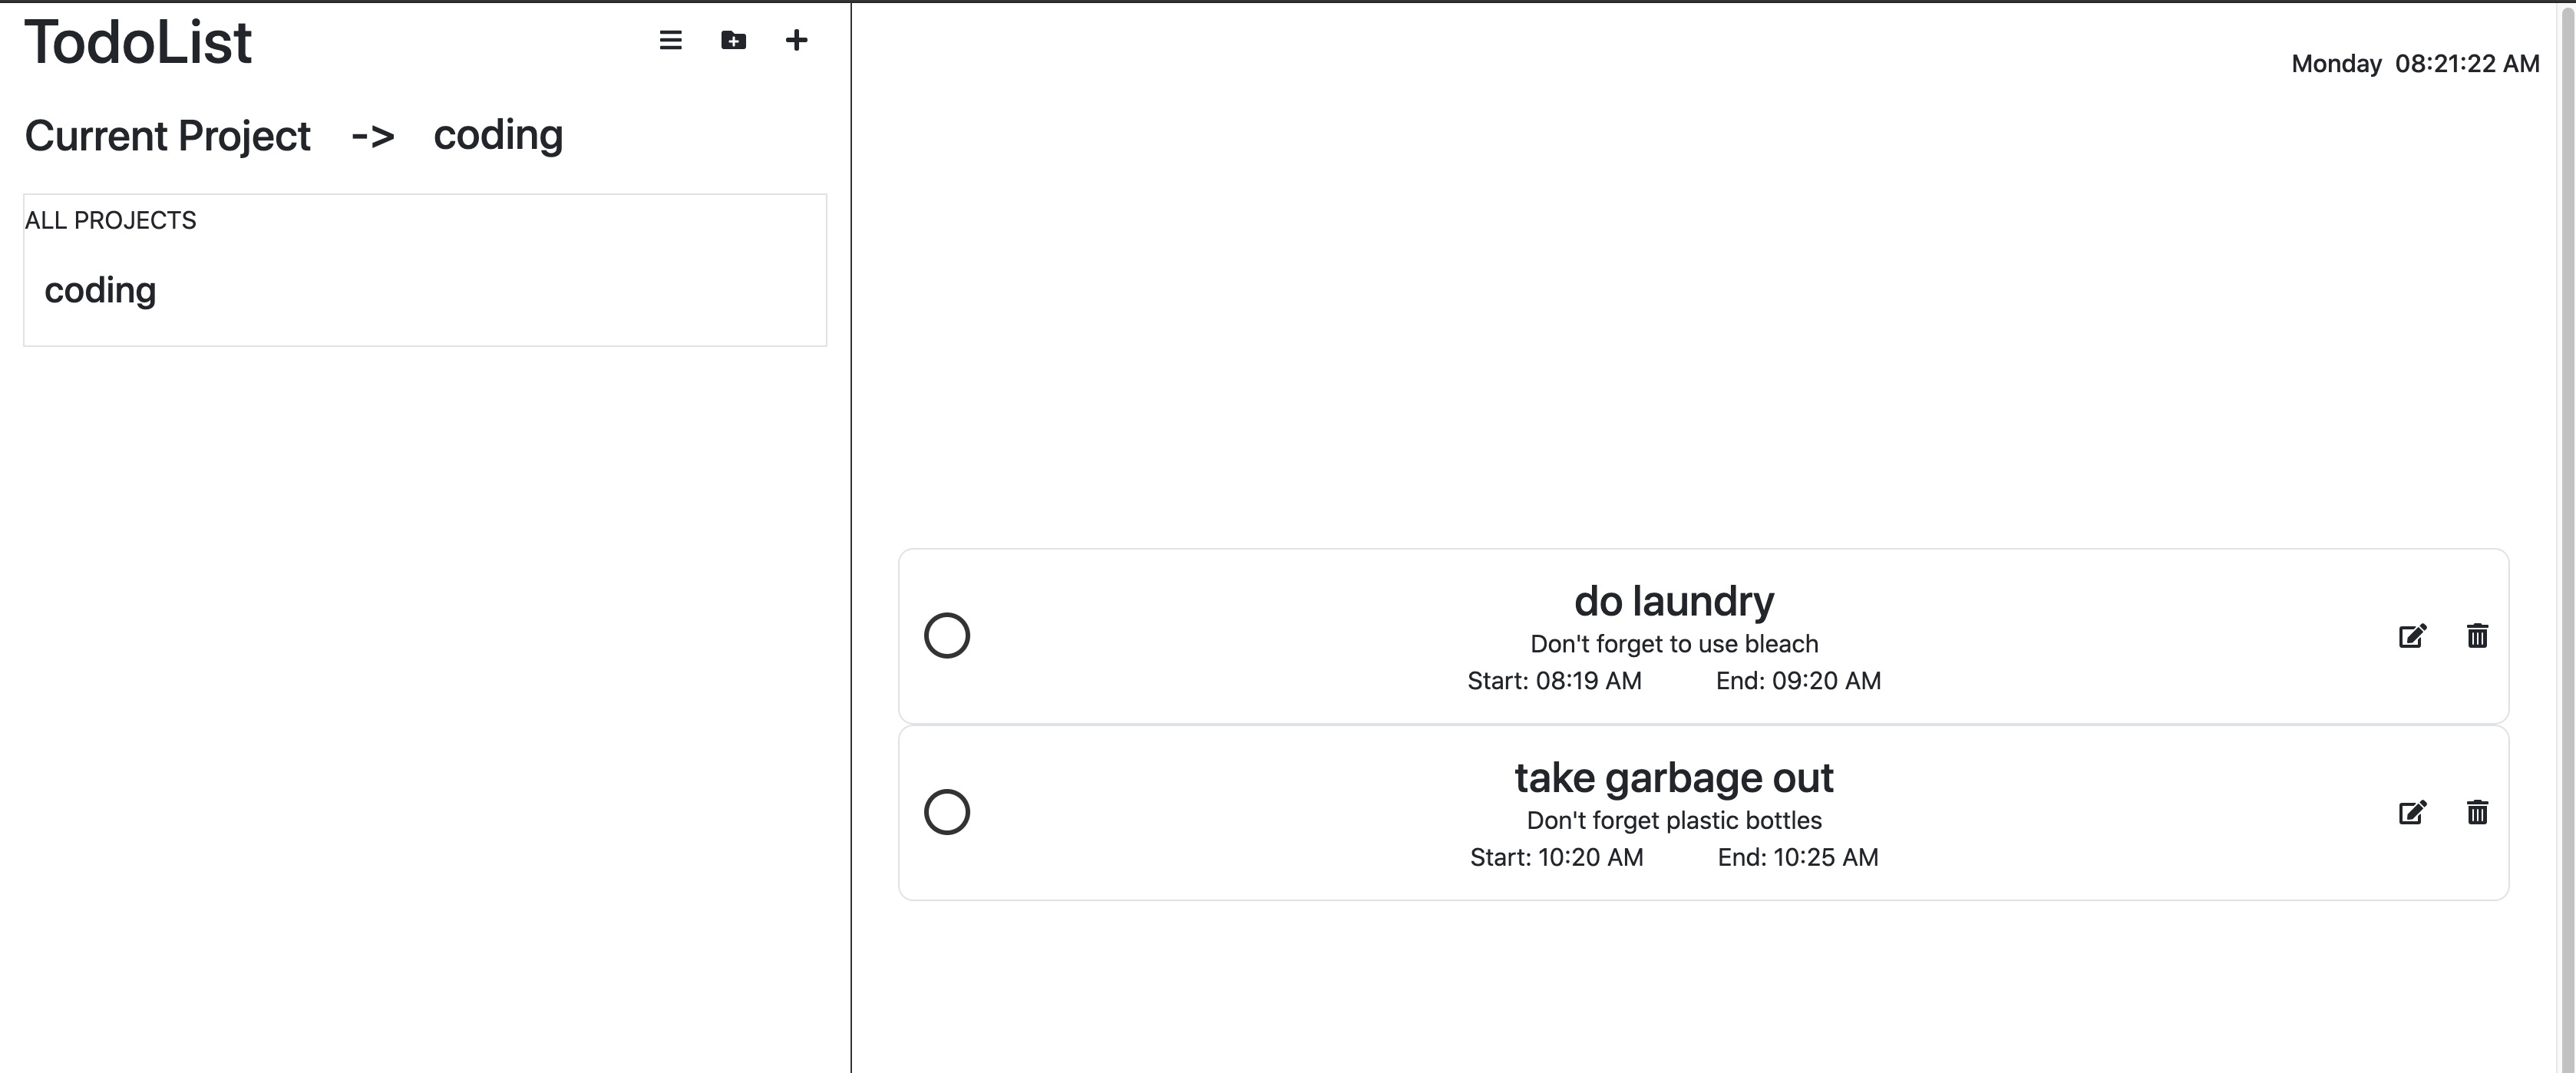 TodoList
Current Project -> coding
ALL PROJECTS
coding
Monday 08:21:22 AM
do laundry
Don't forget to use bleach
Start: 08:19 AM End: 09:20 AM
take garbage out
Don't forget plastic bottles
Start: 10:20 AM End: 10:25 AM